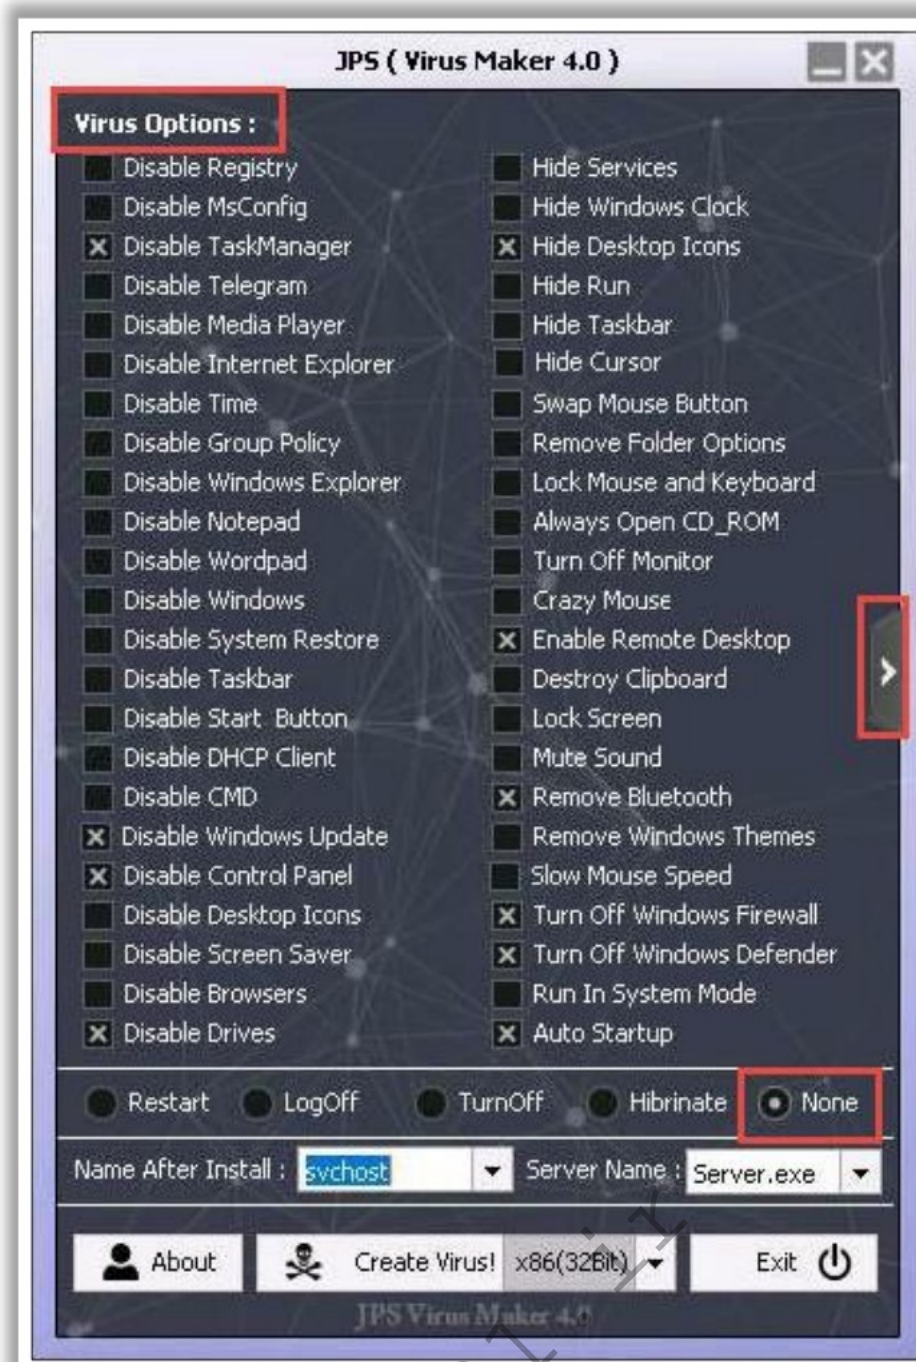 JPS ( Virus Maker 4.0 )
Virus Options :
Disable Registry
Disable MsConfig
Disable TaskManager
Disable Telegram
Disable Media Player
Disable Internet Explorer
Disable Time
Disable Group Policy
Disable Windows Explorer
Disable Notepad
Disable Wordpad
Disable Windows
Disable System Restore
Disable Taskbar
Disable Start Button
Disable DHCP Client
Disable CMD
Disable Windows Update
Disable Control Panel
Disable Desktop Icons
Disable Screen Saver
Disable Browsers
Disable Drives
Hide Services
Hide Windows Clock
Hide Desktop Icons
Hide Run
Hide Taskbar
Hide Cursor
Swap Mouse Button
Remove Folder Options
Lock Mouse and Keyboard
Always Open CD_ROM
Turn Off Monitor
Crazy Mouse
Enable Remote Desktop
Destroy Clipboard
Lock Screen
Mute Sound
Remove Bluetooth
Remove Windows Themes
Slow Mouse Speed
Turn Off Windows Firewall
Turn Off Windows Defender
Run In System Mode
Auto Startup
Restart LogOff TurnOff Hibrinate None
Name After Install : svchost Server Name : Server.exe
About Create Virus! x86(32Bit) Exit
JPS Virus Maker 4.0